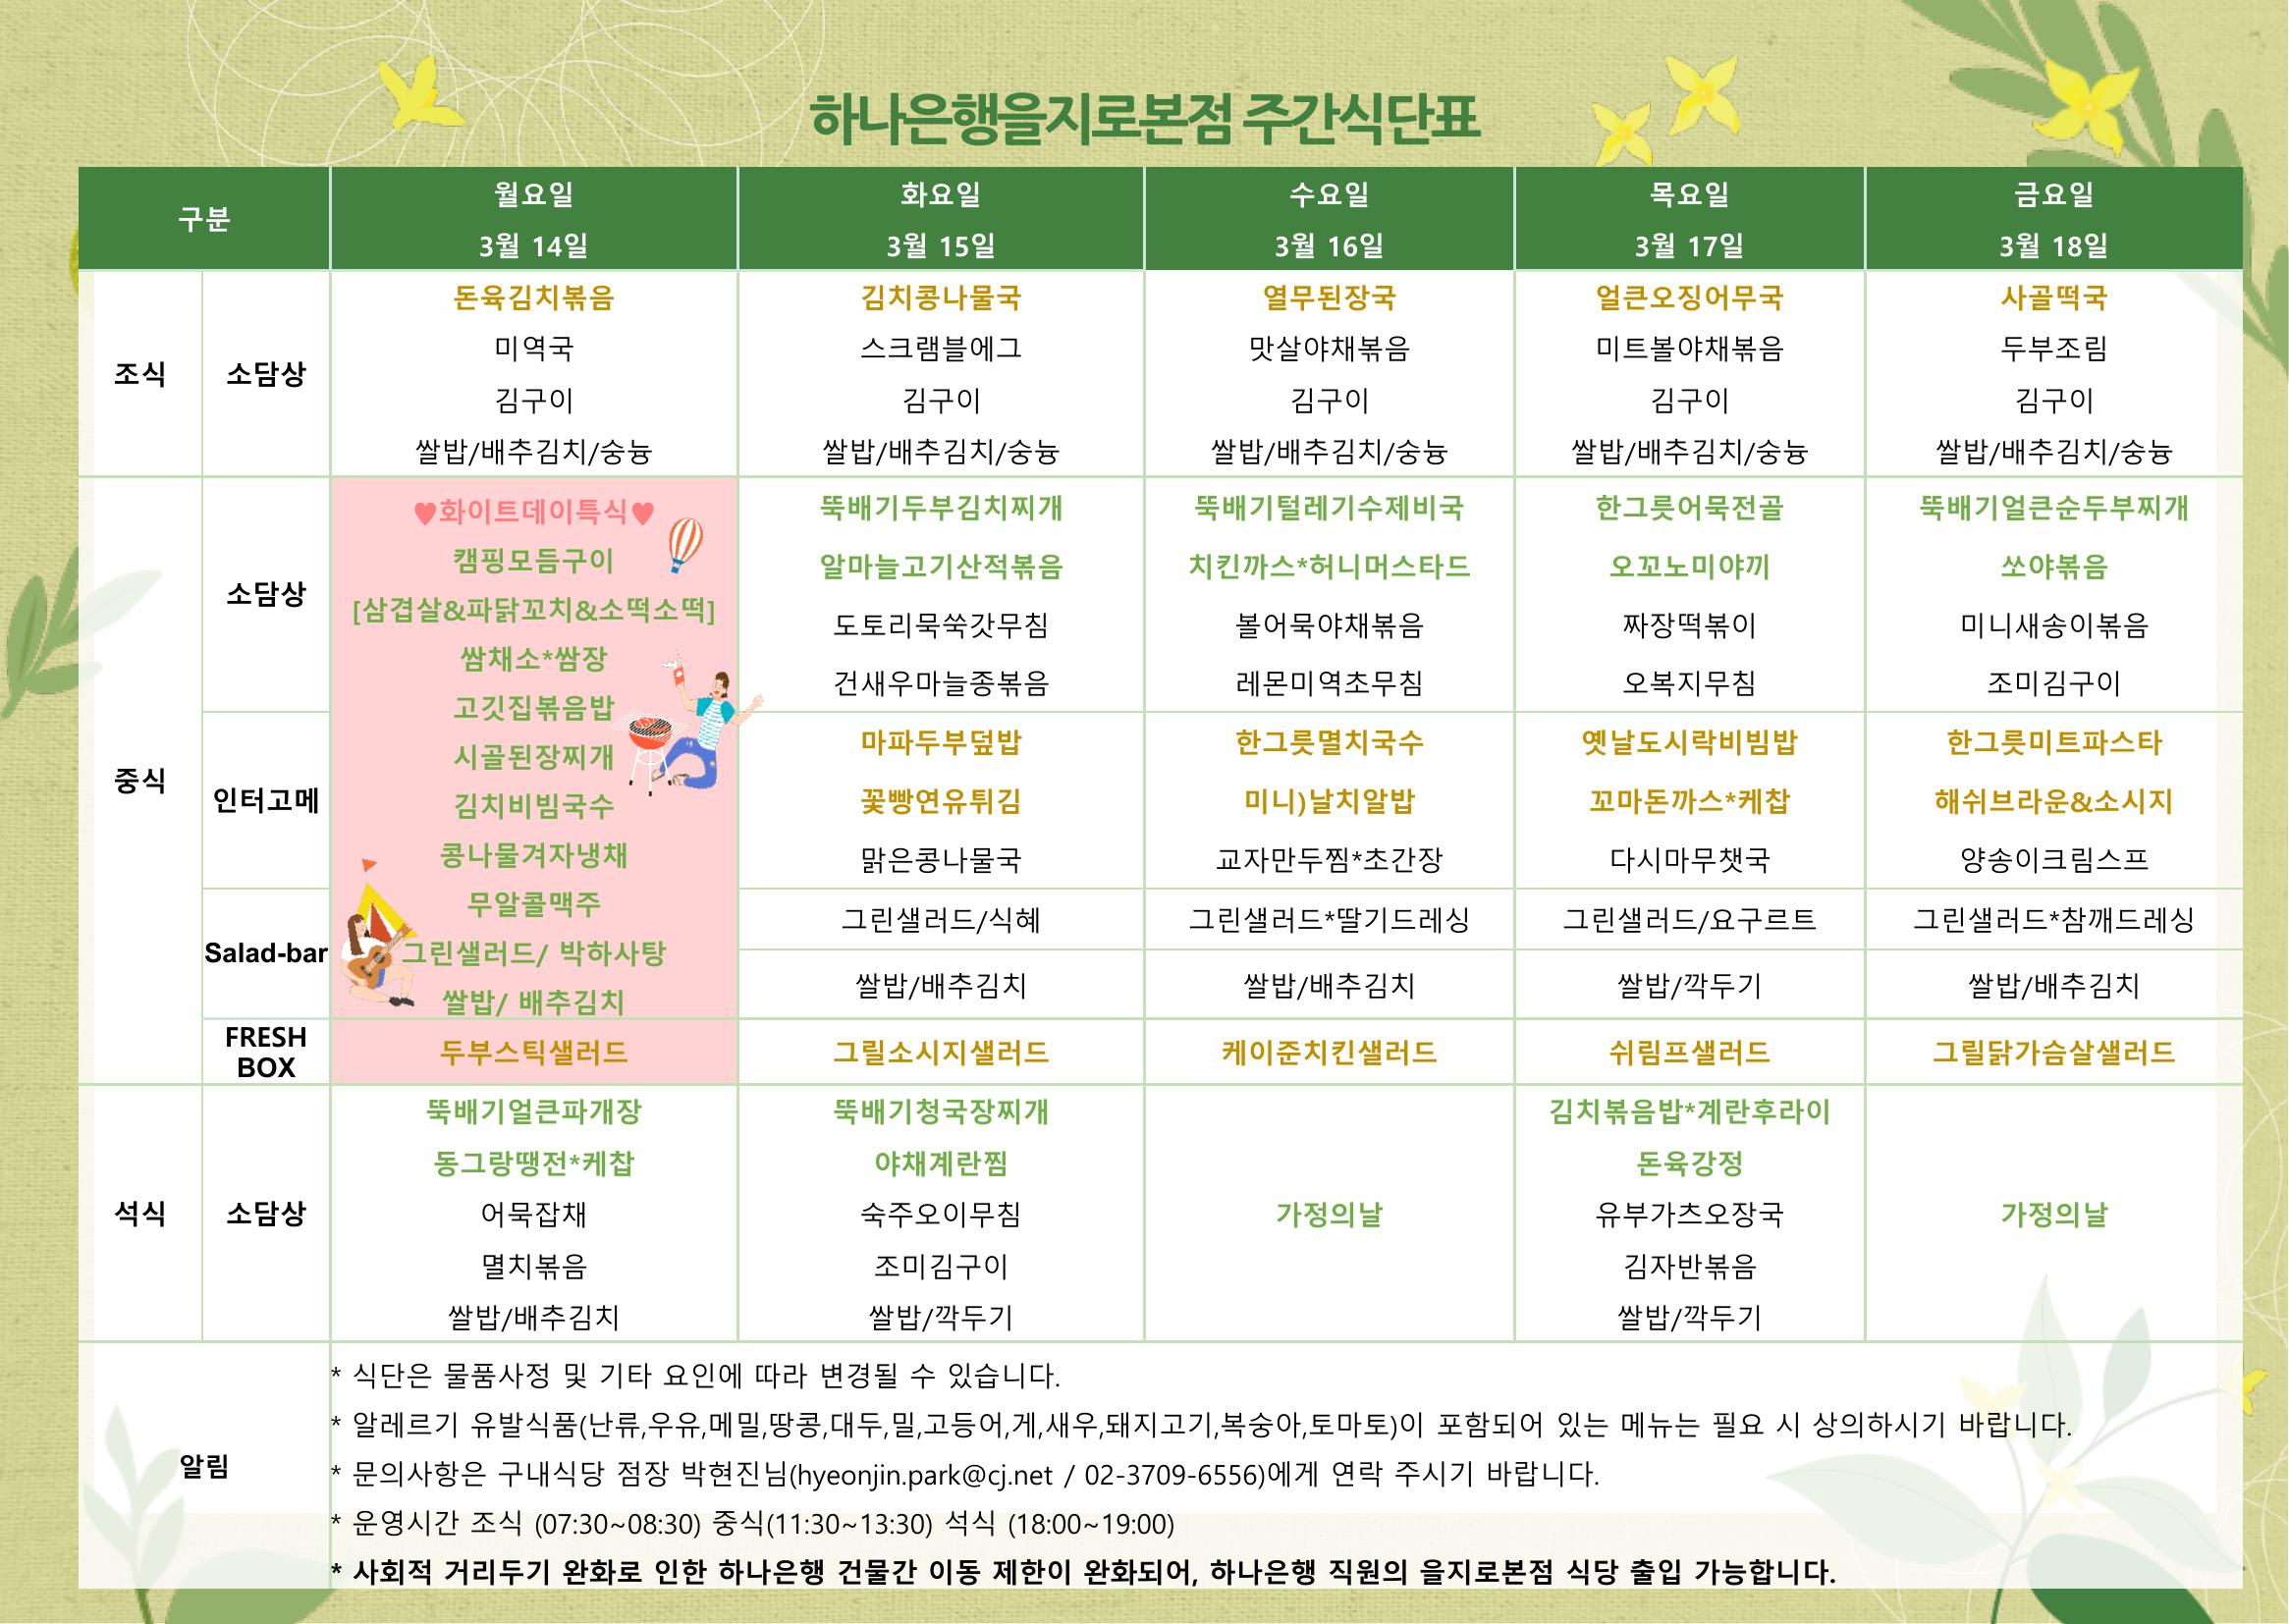 하나은행을지로본점 주간식단표
구분
월요일
3월 14일
화요일
3월 15일
수요일
3월 16일
목요일
3월 17일
금요일
3월 18일
조식
소담상
돈육김치볶음
미역국
김구이
쌀밥/배추김치/숭늉
김치콩나물국
스크램블에그
김구이
쌀밥/배추김치/숭늉
열무된장국
맛살야채볶음
김구이
쌀밥/배추김치/숭늉
얼큰오징어무국
미트볼야채볶음
김구이
쌀밥/배추김치/숭늉
사골떡국
두부조림
김구이
쌀밥/배추김치/숭늉
중식
소담상
♥화이트데이특식♥
캠핑모듬구이
[삼겹살&파닭꼬치&소떡소떡]
쌈채소*쌈장
고깃집볶음밥
시골된장찌개
김치비빔국수
콩나물겨자냉채
무알콜맥주
그린샐러드/ 박하사탕
쌀밥/ 배추김치
뚝배기두부김치찌개
알마늘고기산적볶음
도토리묵쑥갓무침
건새우마늘종볶음
뚝배기털레기수제비국
치킨까스*허니머스타드
볼어묵야채볶음
레몬미역초무침
한그릇어묵전골
오꼬노미야끼
짜장떡볶이
오복지무침
뚝배기얼큰순두부찌개
쏘야볶음
미니새송이볶음
조미김구이
인터고메
마파두부덮밥
꽃빵연유튀김
맑은콩나물국
한그릇멸치국수
미니)날치알밥
교자만두찜*초간장
옛날도시락비빔밥
꼬마돈까스*케찹
다시마무챗국
한그릇미트파스타
해쉬브라운&소시지
양송이크림스프
Salad-bar
그린샐러드/식혜
그린샐러드*딸기드레싱
그린샐러드/요구르트
그린샐러드*참깨드레싱
쌀밥/배추김치
쌀밥/배추김치
쌀밥/깍두기
쌀밥/배추김치
FRESH
BOX
두부스틱샐러드
그릴소시지샐러드
케이준치킨샐러드
쉬림프샐러드
그릴닭가슴살샐러드
석식
소담상
뚝배기얼큰파개장
동그랑땡전*케찹
어묵잡채
멸치볶음
쌀밥/배추김치
뚝배기청국장찌개
야채계란찜
숙주오이무침
조미김구이
쌀밥/깍두기
가정의날
김치볶음밥*계란후라이
돈육강정
유부가츠오장국
김자반볶음
쌀밥/깍두기
가정의날
알림
* 식단은 물품사정 및 기타 요인에 따라 변경될 수 있습니다.
* 알레르기 유발식품(난류,우유,메밀,땅콩,대두,밀,고등어,게,새우,돼지고기,복숭아,토마토)이 포함되어 있는 메뉴는 필요 시 상의하시기 바랍니다.
* 문의사항은 구내식당 점장 박현진님(hyeonjin.park@cj.net / 02-3709-6556)에게 연락 주시기 바랍니다.
* 운영시간 조식 (07:30~08:30) 중식(11:30~13:30) 석식 (18:00~19:00)
* 사회적 거리두기 완화로 인한 하나은행 건물간 이동 제한이 완화되어, 하나은행 직원의 을지로본점 식당 출입 가능합니다.